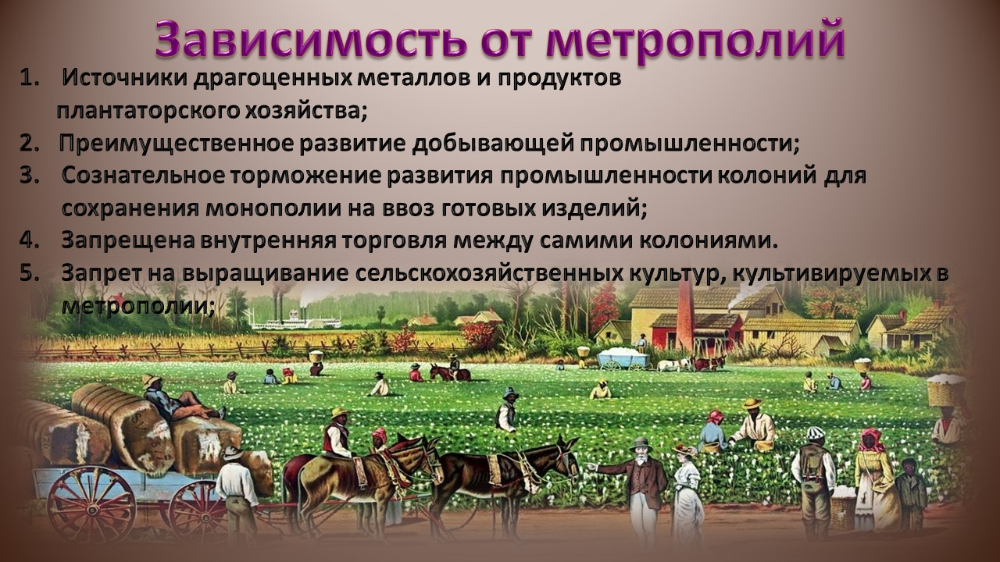 Зависимость от метрополий
1. Источники драгоценных металлов и продуктов
плантаторского хозяйства;
2. Преимущественное развитие добывающей промышленности;
3. Сознательное торможение развития промышленности колоний для
сохранения монополии на ввоз готовых изделий;
4. Запрещена внутренняя торговля между самими колониями.
5. Запрет на выращивание сельскохозяйственных культур, культивируемых в
метрополии;